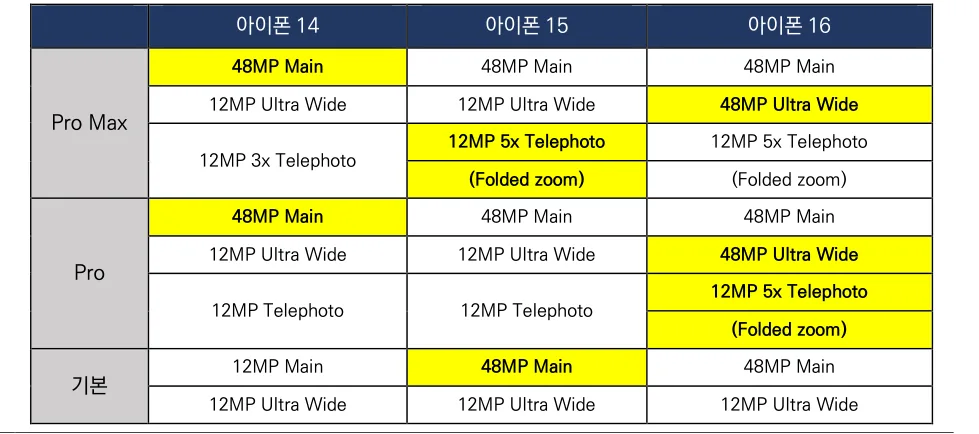 아이폰 14 아이폰 15 아이폰 16
Pro Max
48MP Main 48MP Main 48MP Main
12MP Ultra Wide 12MP Ultra Wide 48MP Ultra Wide
12MP 3x Telephoto
12MP 5x Telephoto 12MP 5x Telephoto
(Folded zoom) (Folded zoom)
Pro
48MP Main 48MP Main 48MP Main
12MP Ultra Wide 12MP Ultra Wide 48MP Ultra Wide
12MP Telephoto 12MP Telephoto
12MP 5x Telephoto
(Folded zoom)
기본
12MP Main 48MP Main 48MP Main
12MP Ultra Wide 12MP Ultra Wide 12MP Ultra Wide